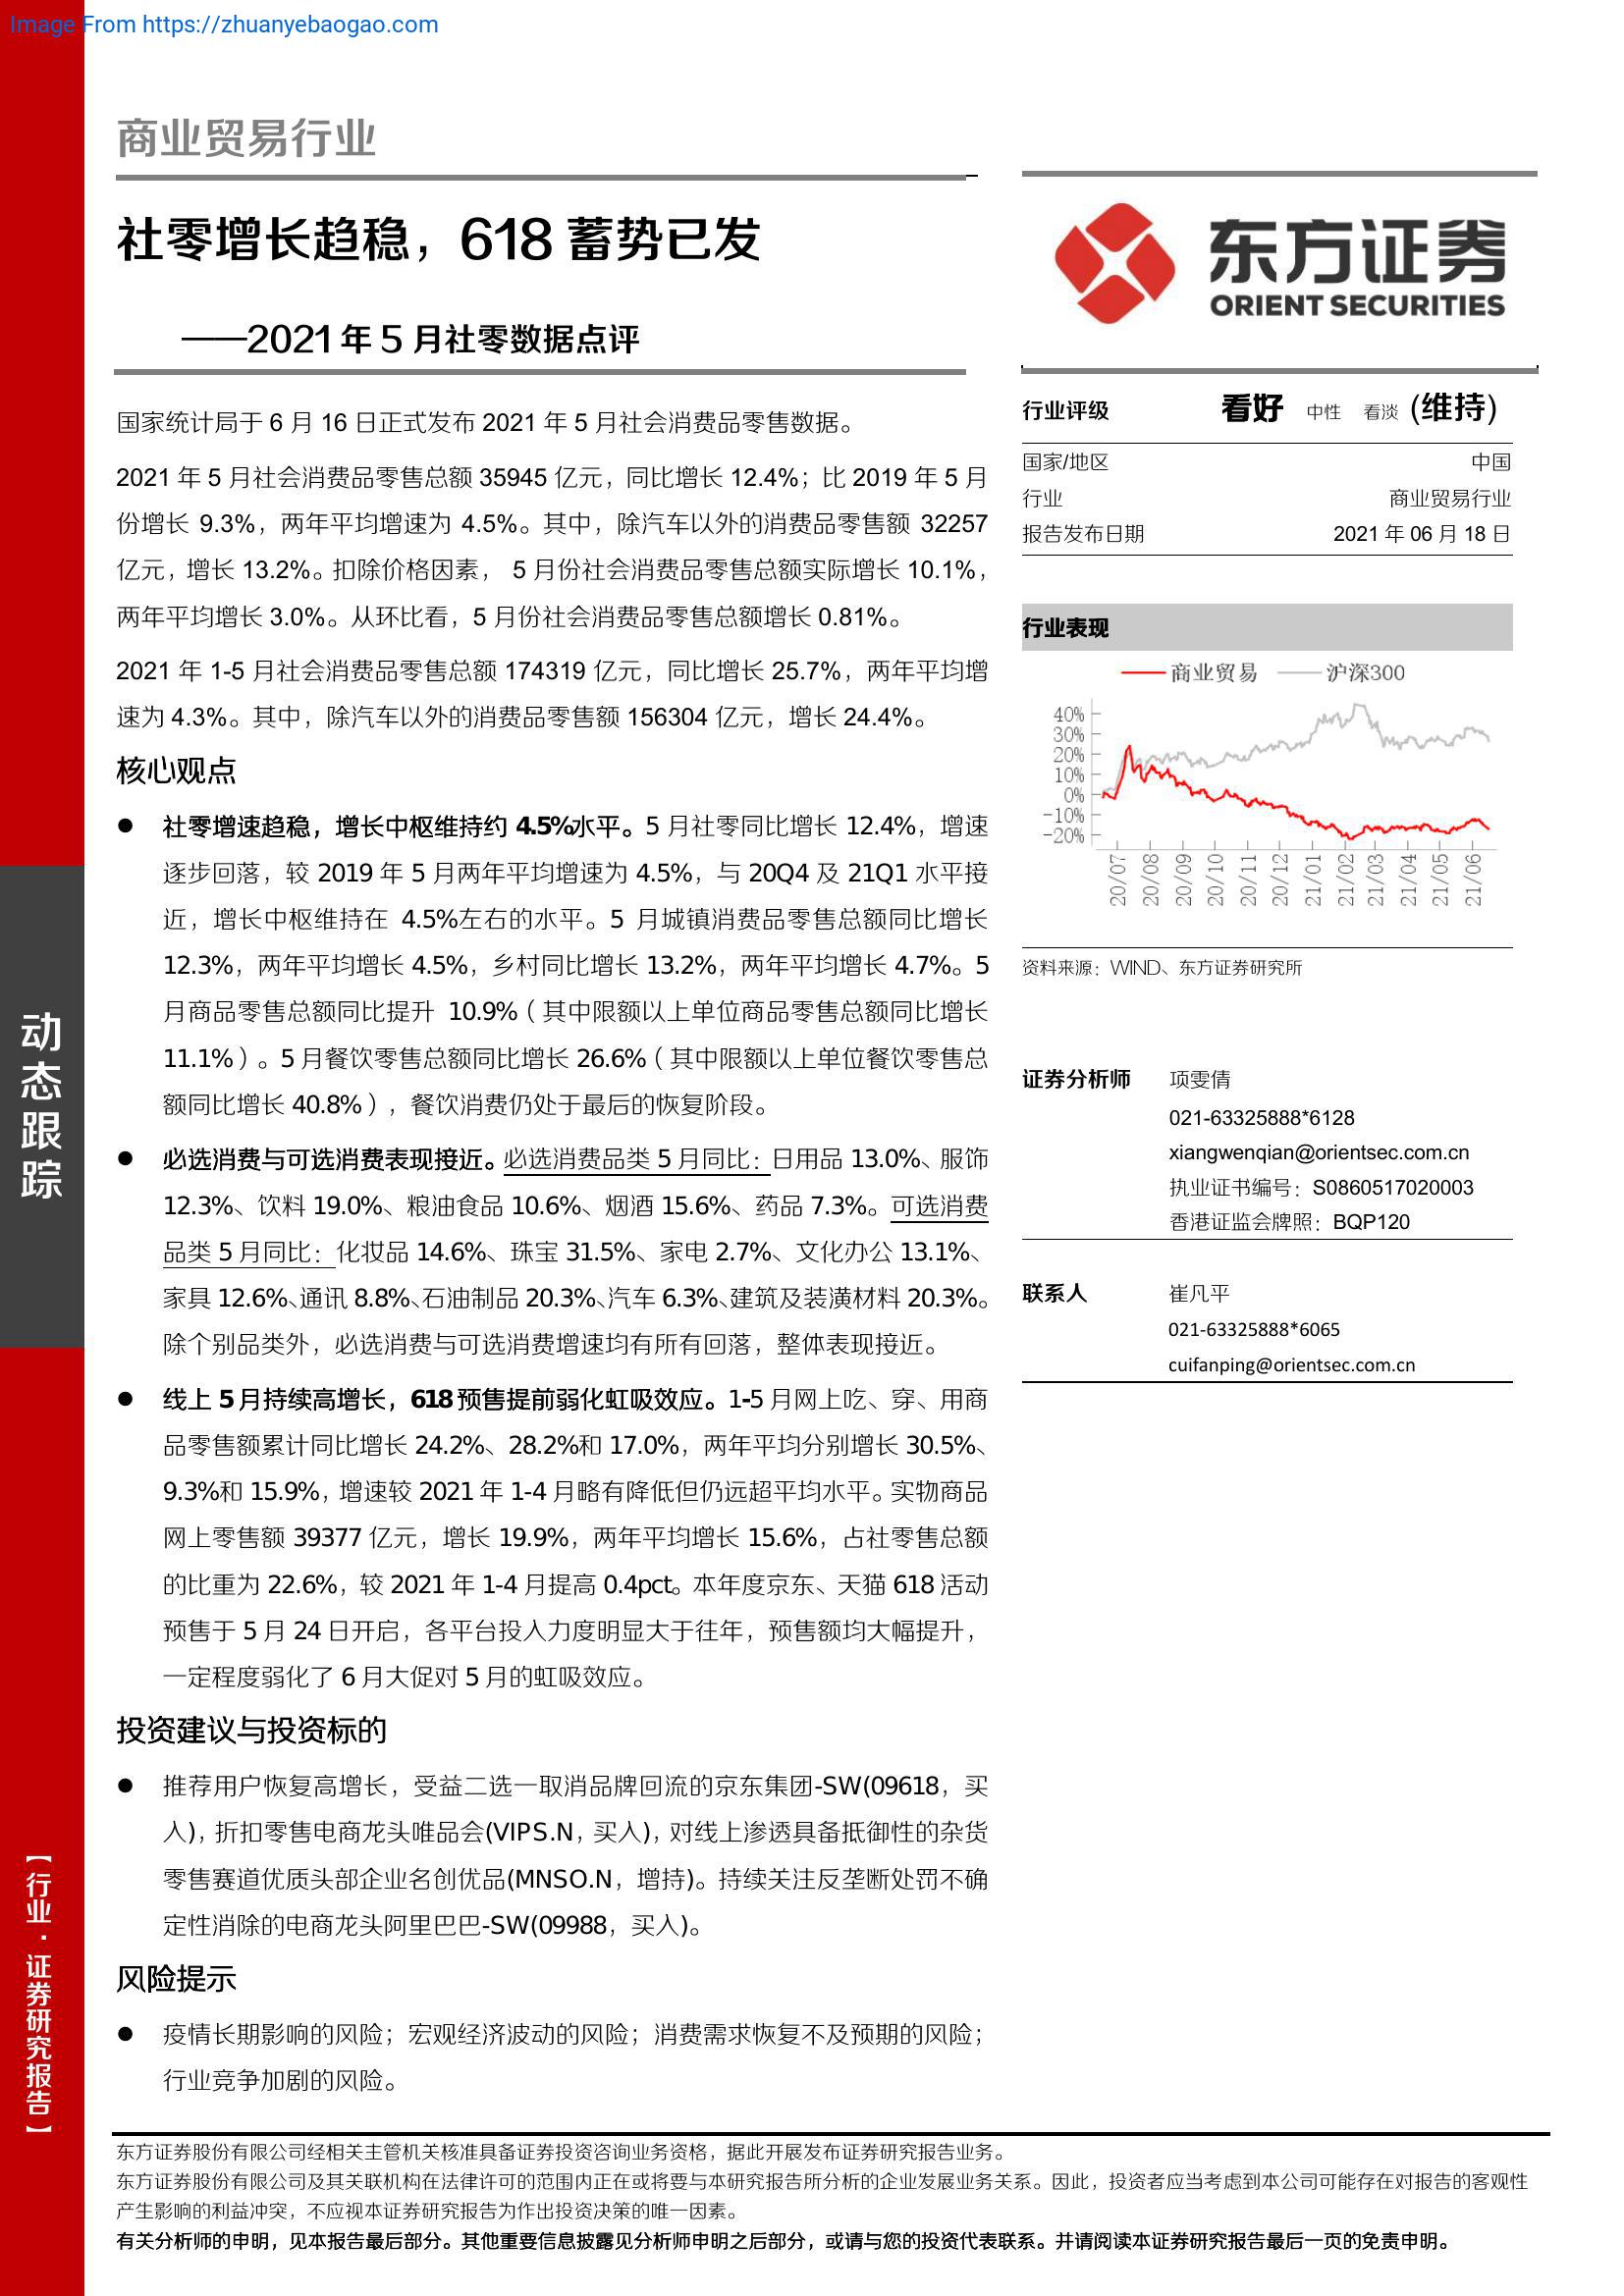 Image From https://zhuanyebaogao.com
商业贸易行业
社零增长趋稳，618 蓄势已发
——2021 年 5 月社零数据点评
国家统计局于 6 月 16 日正式发布 2021 年 5 月社会消费品零售数据。
2021 年 5 月社会消费品零售总额 35945 亿元，同比增长 12.4%；比 2019 年 5 月
份增长 9.3%，两年平均增速为 4.5%。其中，除汽车以外的消费品零售额 32257
亿元，增长 13.2%。扣除价格因素， 5 月份社会消费品零售总额实际增长 10.1%，
两年平均增长 3.0%。从环比看，5 月份社会消费品零售总额增长 0.81%。
2021 年 1-5 月社会消费品零售总额 174319 亿元，同比增长 25.7%，两年平均增
速为 4.3%。其中，除汽车以外的消费品零售额 156304 亿元，增长 24.4%。
核心观点
● 社零增速趋稳，增长中枢维持约 4.5%水平。5 月社零同比增长 12.4%，增速
逐步回落，较 2019 年 5 月两年平均增速为 4.5%，与 20Q4 及 21Q1 水平接
近，增长中枢维持在 4.5%左右的水平。5 月城镇消费品零售总额同比增长
12.3%，两年平均增长 4.5%，乡村同比增长 13.2%，两年平均增长 4.7%。5
月商品零售总额同比提升 10.9%（其中限额以上单位商品零售总额同比增长
11.1%）。5 月餐饮零售总额同比增长 26.6%（其中限额以上单位餐饮零售总
额同比增长 40.8%），餐饮消费仍处于最后的恢复阶段。
● 必选消费与可选消费表现接近。必选消费品类 5 月同比：日用品 13.0%、服饰
12.3%、饮料 19.0%、粮油食品 10.6%、烟酒 15.6%、药品 7.3%。可选消费
品类 5 月同比：化妆品 14.6%、珠宝 31.5%、家电 2.7%、文化办公 13.1%、
家具 12.6%、通讯 8.8%、石油制品 20.3%、汽车 6.3%、建筑及装潢材料 20.3%。
除个别品类外，必选消费与可选消费增速均有所有回落，整体表现接近。
● 线上 5 月持续高增长，618 预售提前弱化虹吸效应。1-5 月网上吃、穿、用商
品零售额累计同比增长 24.2%、28.2%和 17.0%，两年平均分别增长 30.5%、
9.3%和 15.9%，增速较 2021 年 1-4 月略有降低但仍远超平均水平。实物商品
网上零售额 39377 亿元，增长 19.9%，两年平均增长 15.6%，占社零售总额
的比重为 22.6%，较 2021 年 1-4 月提高 0.4pct。本年度京东、天猫 618 活动
预售于 5 月 24 日开启，各平台投入力度明显大于往年，预售额均大幅提升，
一定程度弱化了 6 月大促对 5 月的虹吸效应。
投资建议与投资标的
● 推荐用户恢复高增长，受益二选一取消品牌回流的京东集团-SW(09618，买
入)，折扣零售电商龙头唯品会(VIPS.N，买入)，对线上渗透具备抵御性的杂货
零售赛道优质头部企业名创优品(MNSO.N，增持)。持续关注反垄断处罚不确
定性消除的电商龙头阿里巴巴-SW(09988，买入)。
风险提示
● 疫情长期影响的风险；宏观经济波动的风险；消费需求恢复不及预期的风险；
行业竞争加剧的风险。
东方证券
ORIENT SECURITIES
行业评级 看好 中性 看淡 (维持)
国家/地区 中国
行业 商业贸易行业
报告发布日期 2021 年 06 月 18 日
行业表现
商业贸易 沪深300
40%
30%
20%
10%
0%
-10%
-20%
20/07 20/08 20/09 20/10 20/11 20/12 21/01 21/02 21/03 21/04 21/05 21/06
资料来源：WIND、东方证券研究所
证券分析师 项雯倩
021-63325888*6128
xiangwenqian@orientsec.com.cn
执业证书编号：S0860517020003
香港证监会牌照：BQP120
联系人 崔凡平
021-63325888*6065
cuifanping@orientsec.com.cn
动态跟踪
【行业·证券研究报告】
东方证券股份有限公司经相关主管机关核准具备证券投资咨询业务资格，据此开展发布证券研究报告业务。
东方证券股份有限公司及其关联机构在法律许可的范围内正在或将要与本研究报告所分析的企业发展业务关系。因此，投资者应当考虑到本公司可能存在对报告的客观性
产生影响的利益冲突，不应视本证券研究报告为作出投资决策的唯一因素。
有关分析师的申明，见本报告最后部分。其他重要信息披露见分析师申明之后部分，或请与您的投资代表联系。并请阅读本证券研究报告最后一页的免责申明。